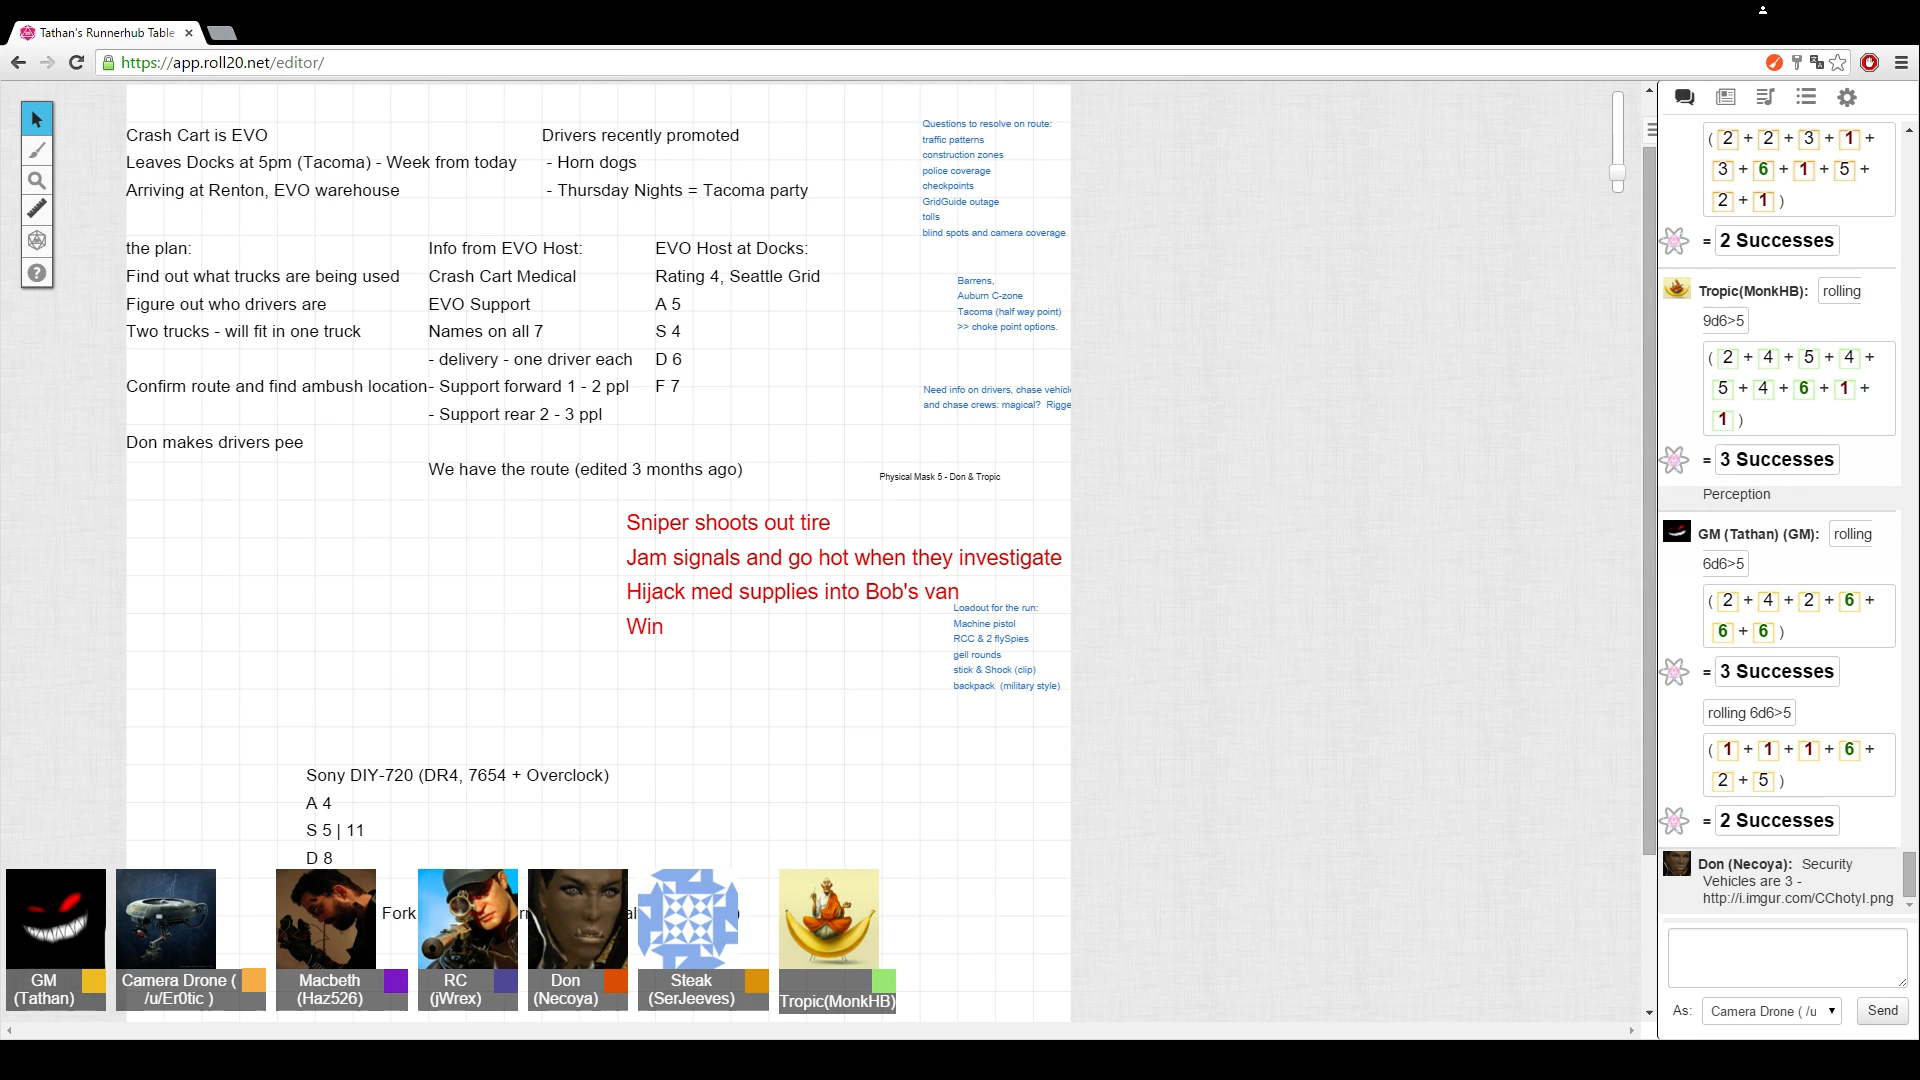 Tathan's Runnerhub Table
https://app.roll20.net/editor/
Crash Cart is EVO
Leaves Docks at 5pm (Tacoma) - Week from today
Arriving at Renton, EVO warehouse
Drivers recently promoted
- Horn dogs
- Thursday Nights = Tacoma party
Questions to resolve on route:
traffic patterns
construction zones
police coverage
checkpoints
GridGuide outage
tolls
blind spots and camera coverage
the plan:
Find out what trucks are being used
Figure out who drivers are
Two trucks - will fit in one truck
Confirm route and find ambush location
Don makes drivers pee
Info from EVO Host:
Crash Cart Medical
EVO Support
Names on all 7
- delivery - one driver each
- Support forward 1 - 2 ppl
- Support rear 2 - 3 ppl
We have the route (edited 3 months ago)
EVO Host at Docks:
Rating 4, Seattle Grid
A 5
S 4
D 6
F 7
Barrens,
Auburn C-zone
Tacoma (half way point)
>> choke point options.
Need info on drivers, chase vehicle
and chase crews: magical? Rigge
Physical Mask 5 - Don & Tropic
Sniper shoots out tire
Jam signals and go hot when they investigate
Hijack med supplies into Bob's van
Win
Loadout for the run:
Machine pistol
RCC & 2 flySpies
gell rounds
stick & Shock (clip)
backpack (military style)
Sony DIY-720 (DR4, 7654 + Overclock)
A 4
S 5 | 11
D 8
Fork
GM
(Tathan)
Camera Drone (
/u/Er0tic )
Macbeth
(Haz526)
RC
(jWrex)
Don
(Necoya)
Steak
(SerJeeves)
Tropic(MonkHB)
( 2 + 2 + 3 + 1 +
3 + 6 + 1 + 5 +
2 + 1 )
= 2 Successes
Tropic(MonkHB): rolling
9d6>5
( 2 + 4 + 5 + 4 +
5 + 4 + 6 + 1 +
1 )
= 3 Successes
Perception
GM (Tathan) (GM): rolling
6d6>5
( 2 + 4 + 2 + 6 +
6 + 6 )
= 3 Successes
rolling 6d6>5
( 1 + 1 + 1 + 6 +
2 + 5 )
= 2 Successes
Don (Necoya): Security
Vehicles are 3 -
http://i.imgur.com/CChotyI.png
As: Camera Drone ( /u
Send